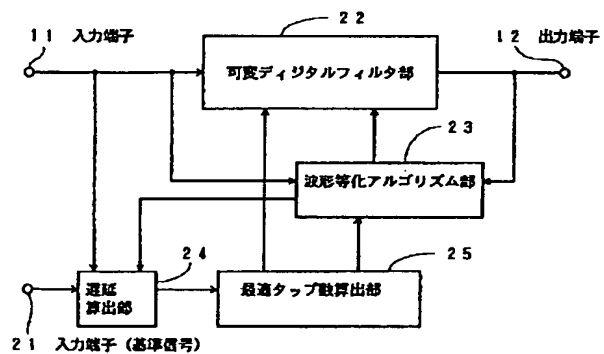 22
11 入力端子
12 出力端子
可変ディジタルフィルタ部
23
波形等化アルゴリズム部
24
25
遅延
算出部
最適タップ数算出部
21 入力端子(基準信号)